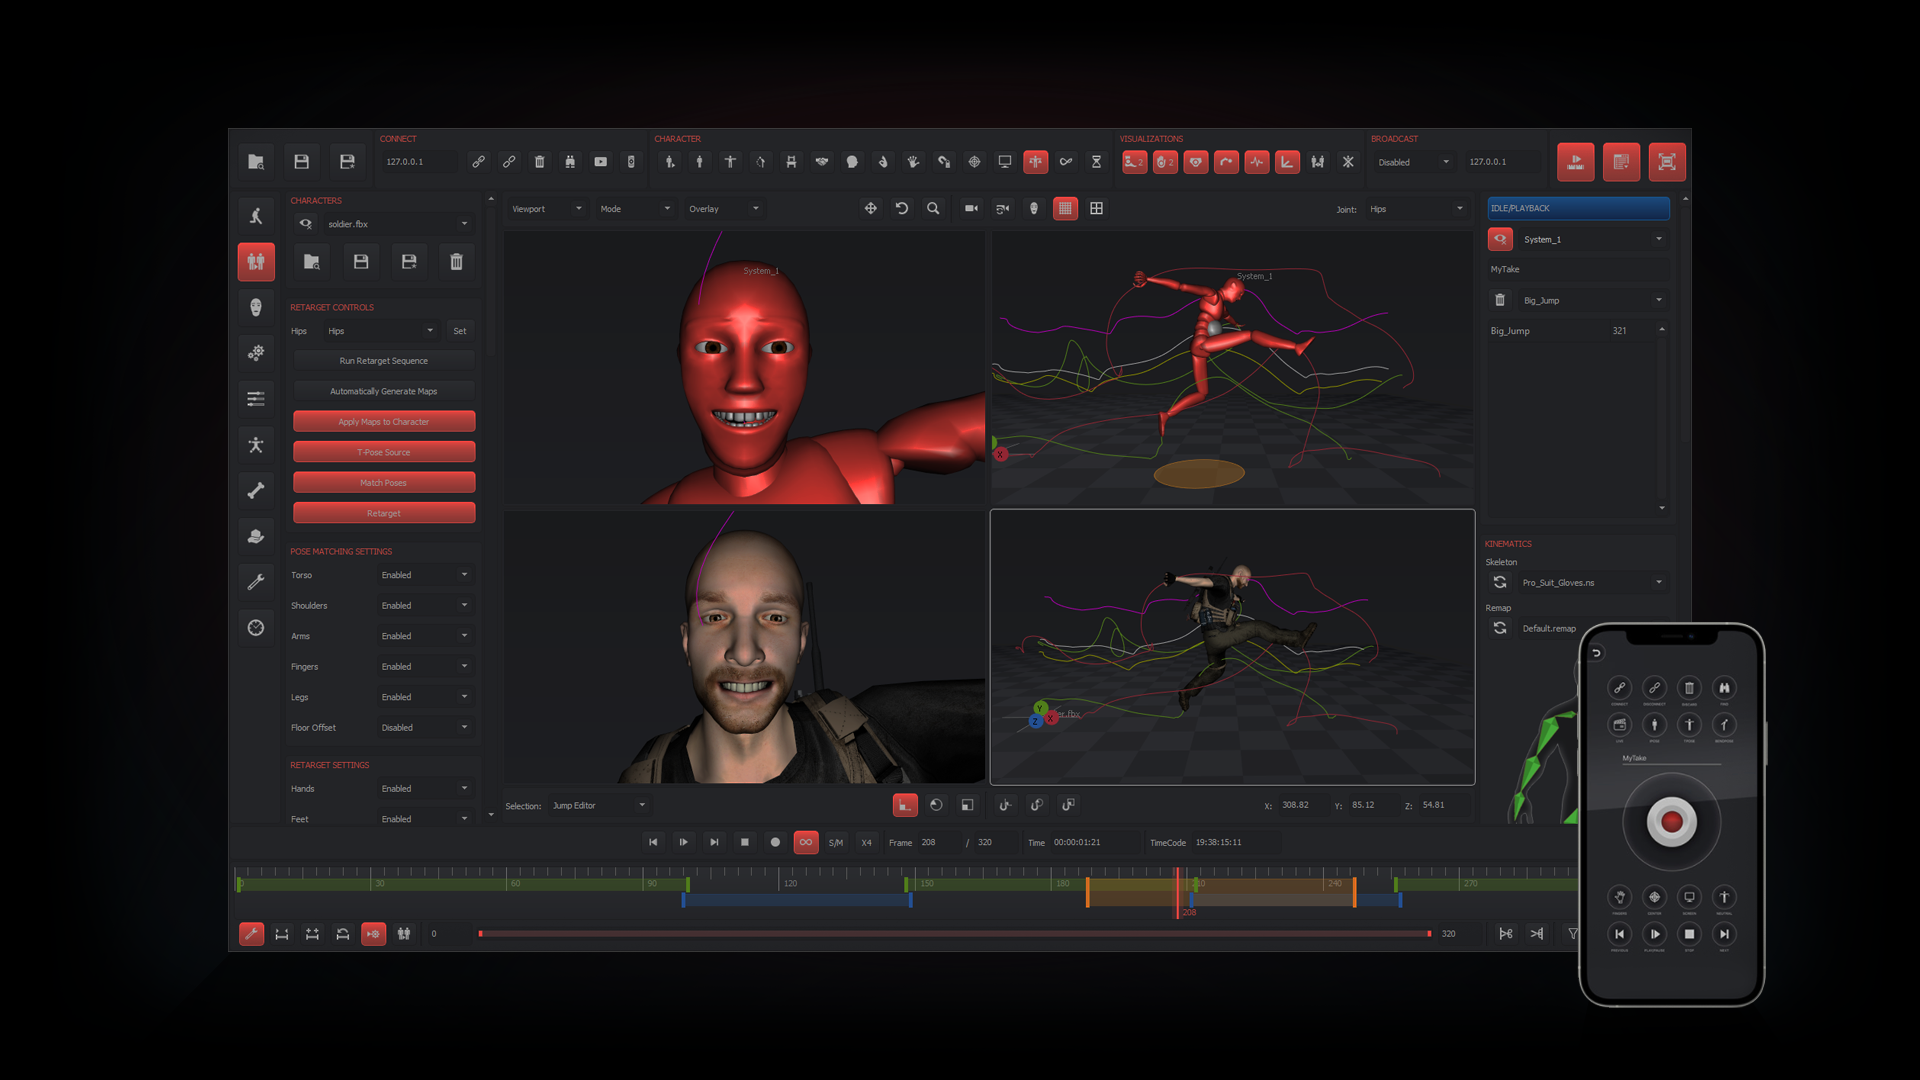 CONNECT
127.0.0.1
CHARACTER
VISUALIZATIONS
2
2
BROADCAST
Disabled
127.0.0.1
CHARACTERS
soldier.fbx
RETARGET CONTROLS
Hips
Hips
Set
Run Retarget Sequence
Automatically Generate Maps
Apply Maps to Character
T-Pose Source
Match Poses
Retarget
POSE MATCHING SETTINGS
Torso Enabled
Shoulders Enabled
Arms Enabled
Fingers Enabled
Legs Enabled
Floor Offset Disabled
RETARGET SETTINGS
Hands Enabled
Feet Enabled
Viewport
Mode
Overlay
Joint: Hips
System_1
System_1
X
Y
Z
X
er.fbx
Selection: Jump Editor
X: 308.82 Y: 85.12 Z: 54.81
IDLE/PLAYBACK
System_1
MyTake
Big_Jump
Big_Jump 321
KINEMATICS
Skeleton
Pro_Suit_Gloves.ns
Remap
Default.remap
S/M
X4
Frame 208 / 320 Time 00:00:01:21 TimeCode 19:38:15:11
0 30 60 90 120 150 180 210 240 270
208
0
320
MyTake